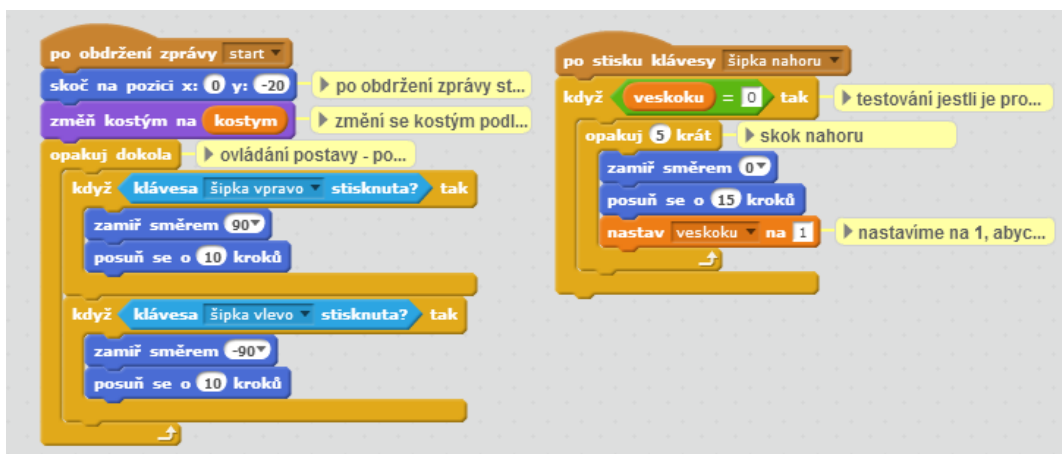 po obdržení zprávy start
skoč na pozici x: 0 y: -20
po obdržení zprávy st...
změň kostým na kostym
změní se kostým podl...
opakuj dokola
ovládání postavy - po...
když klávesa šipka vpravo stisknuta? tak
zamiř směrem 90
posuň se o 10 kroků
když klávesa šipka vlevo stisknuta? tak
zamiř směrem -90
posuň se o 10 kroků
po stisku klávesy šipka nahoru
když veskoku = 0 tak
testování jestli je pro...
opakuj 5 krát
skok nahoru
zamiř směrem 0
posuň se o 15 kroků
nastav veskoku na 1
nastavíme na 1, abyc...